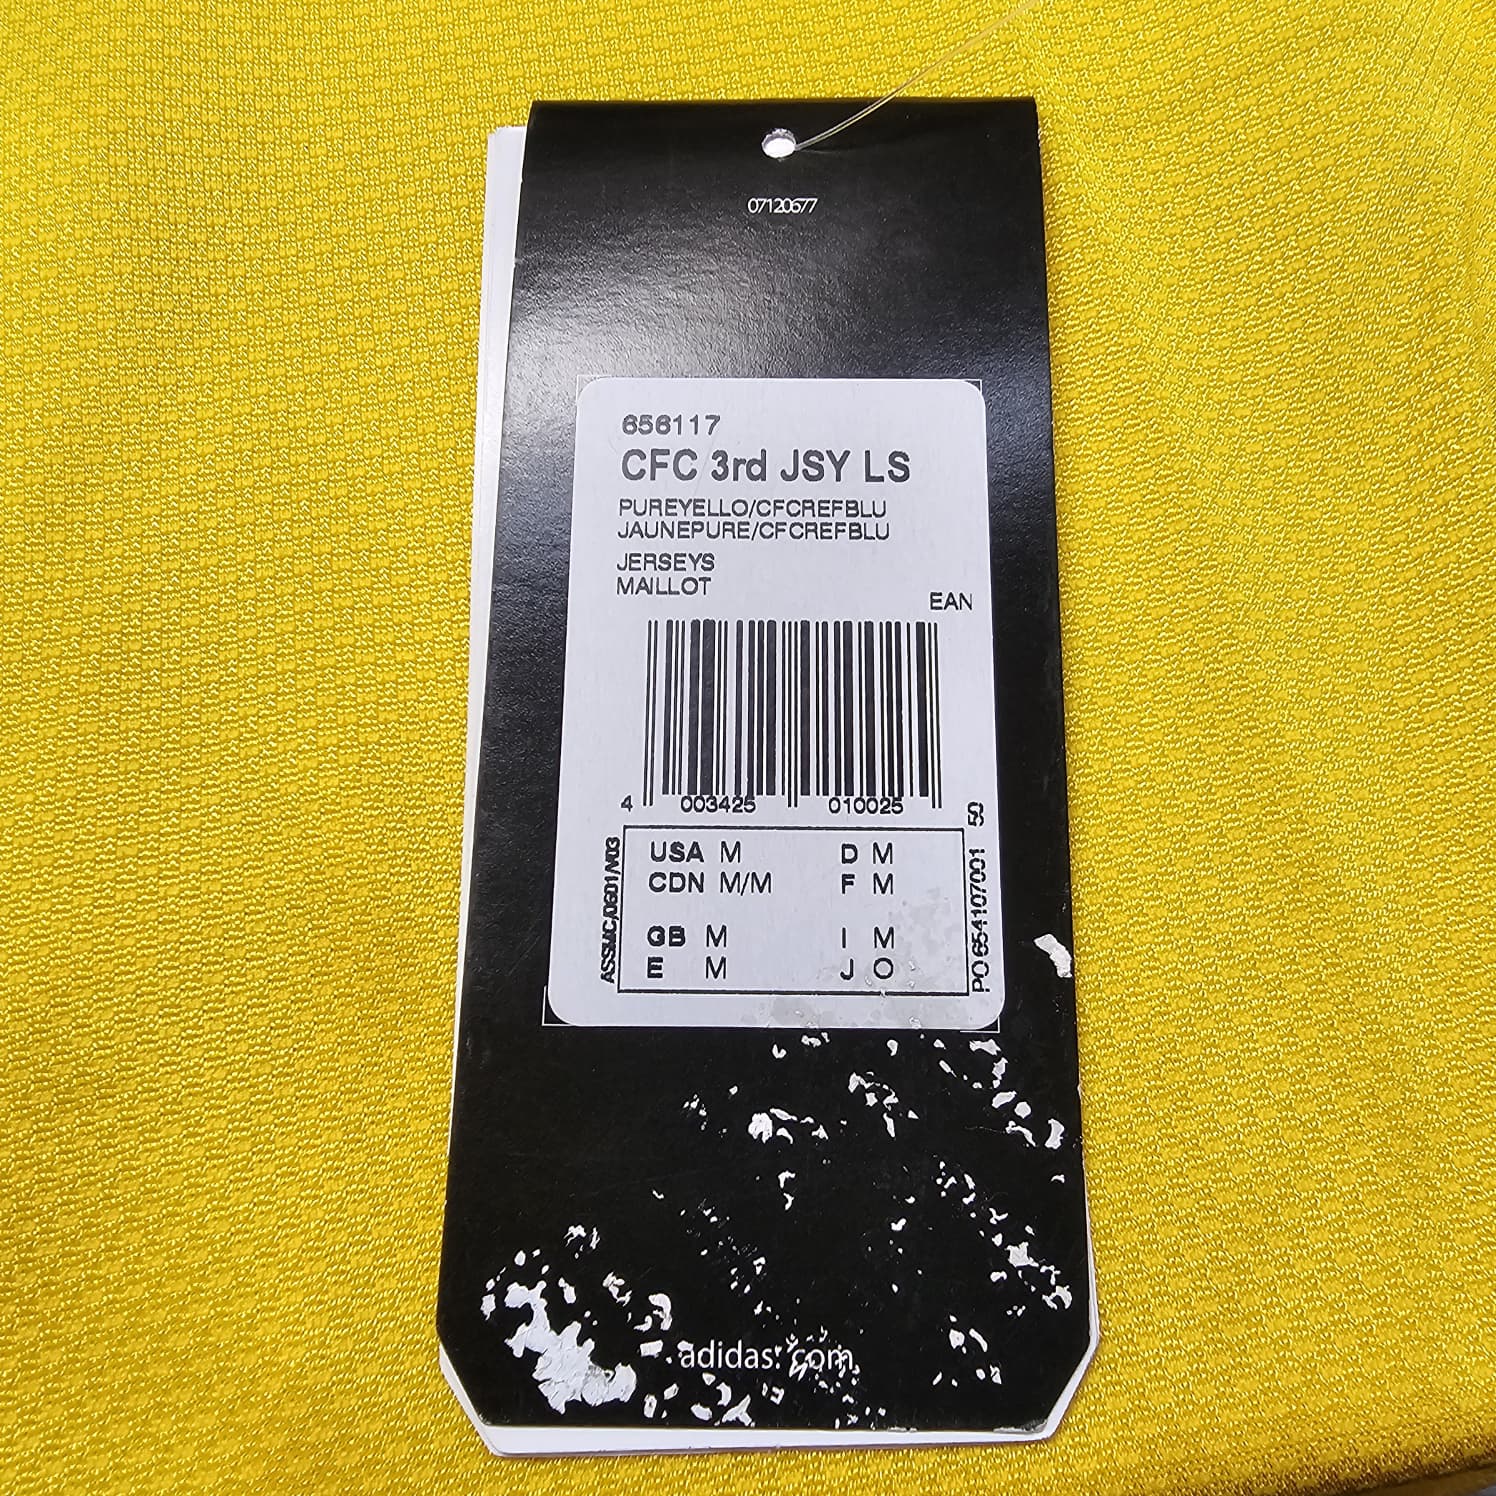 07120677
656117
CFC 3rd JSY LS
PUREYELLO/CFCREFBLU
JAUNEPURE/CFCREFBLU
JERSEYS
MAILLOT
EAN
4 003425 010025
USA M D M
CDN M/M F M
GB M I M
E M J O
ASSMC/0601/V03
PO 654107001 50
adidas.com